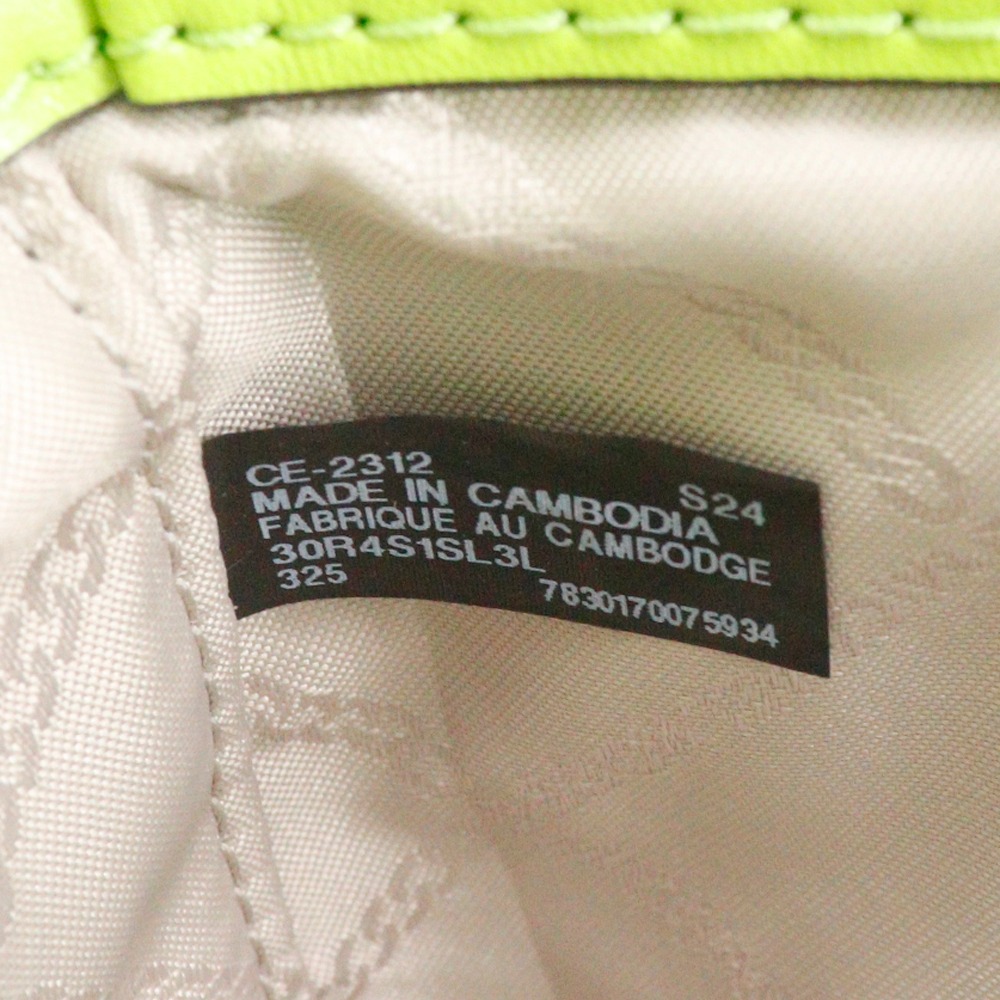 CE-2312
S24
MADE IN CAMBODIA
FABRIQUE AU CAMBODGE
30R4S1SL3L
325
7830170075934